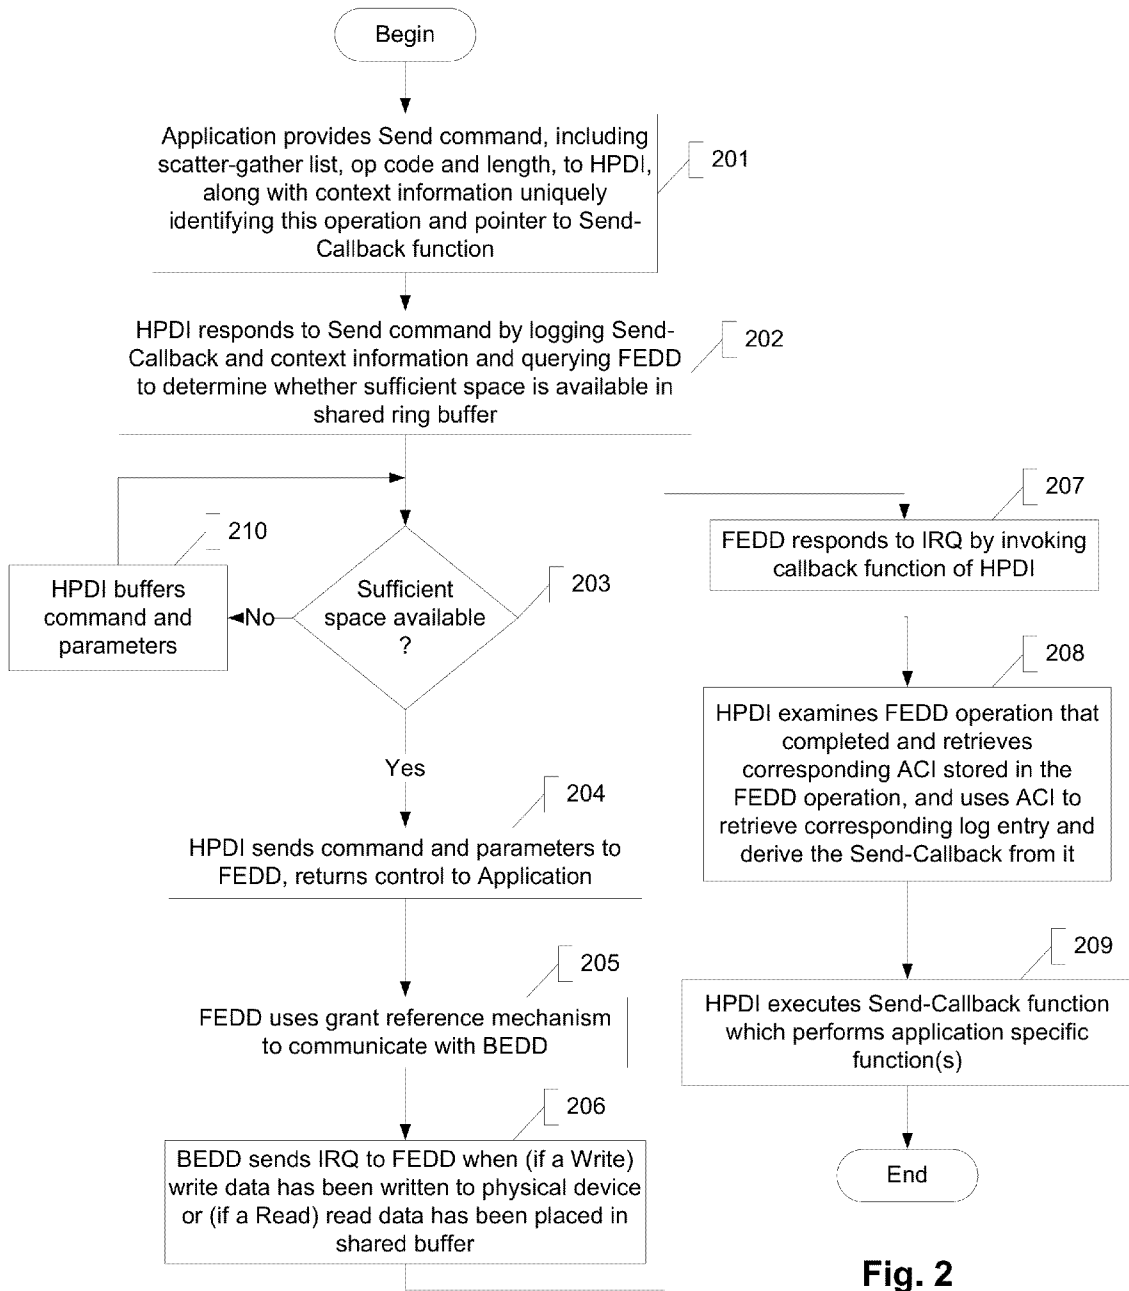 Begin
Application provides Send command, including
scatter-gather list, op code and length, to HPDI,
along with context information uniquely
identifying this operation and pointer to Send-
Callback function
201
HPDI responds to Send command by logging Send-
Callback and context information and querying FEDD
to determine whether sufficient space is available in
shared ring buffer
202
Sufficient
space available
?
203
No
210
HPDI buffers
command and
parameters
Yes
204
HPDI sends command and parameters to
FEDD, returns control to Application
205
FEDD uses grant reference mechanism
to communicate with BEDD
206
BEDD sends IRQ to FEDD when (if a Write)
write data has been written to physical device
or (if a Read) read data has been placed in
shared buffer
207
FEDD responds to IRQ by invoking
callback function of HPDI
208
HPDI examines FEDD operation that
completed and retrieves
corresponding ACI stored in the
FEDD operation, and uses ACI to
retrieve corresponding log entry and
derive the Send-Callback from it
209
HPDI executes Send-Callback function
which performs application specific
function(s)
End
Fig. 2